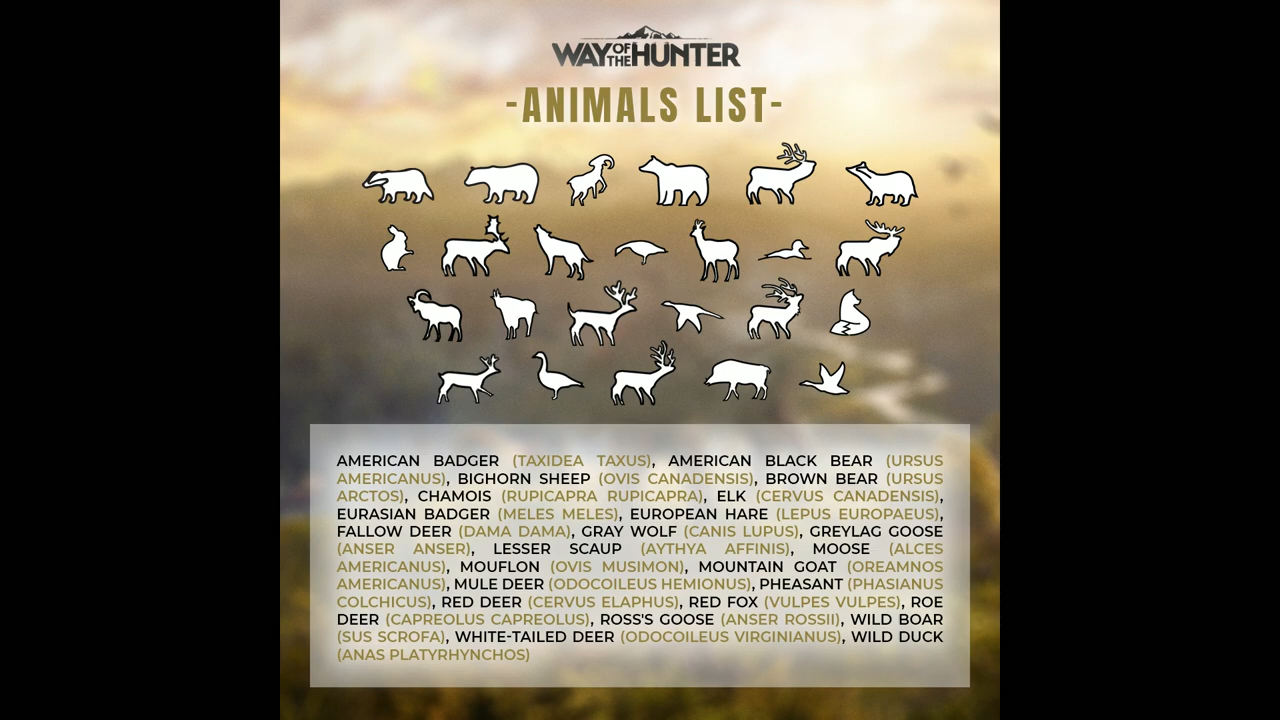 WAY OF THE HUNTER
-ANIMALS LIST-
AMERICAN BADGER (TAXIDEA TAXUS), AMERICAN BLACK BEAR (URSUS
AMERICANUS), BIGHORN SHEEP (OVIS CANADENSIS), BROWN BEAR (URSUS
ARCTOS), CHAMOIS (RUPICAPRA RUPICAPRA), ELK (CERVUS CANADENSIS),
EURASIAN BADGER (MELES MELES), EUROPEAN HARE (LEPUS EUROPAEUS),
FALLOW DEER (DAMA DAMA), GRAY WOLF (CANIS LUPUS), GREYLAG GOOSE
(ANSER ANSER), LESSER SCAUP (AYTHYA AFFINIS), MOOSE (ALCES
AMERICANUS), MOUFLON (OVIS MUSIMON), MOUNTAIN GOAT (OREAMNOS
AMERICANUS), MULE DEER (ODOCOILEUS HEMIONUS), PHEASANT (PHASIANUS
COLCHICUS), RED DEER (CERVUS ELAPHUS), RED FOX (VULPES VULPES), ROE
DEER (CAPREOLUS CAPREOLUS), ROSS'S GOOSE (ANSER ROSSII), WILD BOAR
(SUS SCROFA), WHITE-TAILED DEER (ODOCOILEUS VIRGINIANUS), WILD DUCK
(ANAS PLATYRHYNCHOS)